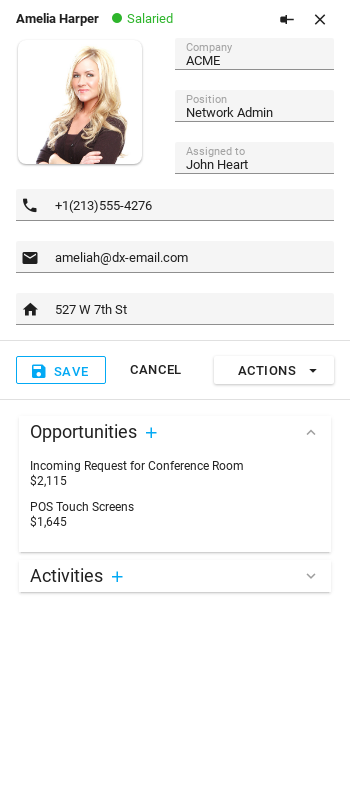 Amelia Harper
Salaried
Company
ACME
Position
Network Admin
Assigned to
John Heart
+1(213)555-4276
ameliah@dx-email.com
527 W 7th St
SAVE
CANCEL
ACTIONS
Opportunities +
Incoming Request for Conference Room
$2,115
POS Touch Screens
$1,645
Activities +